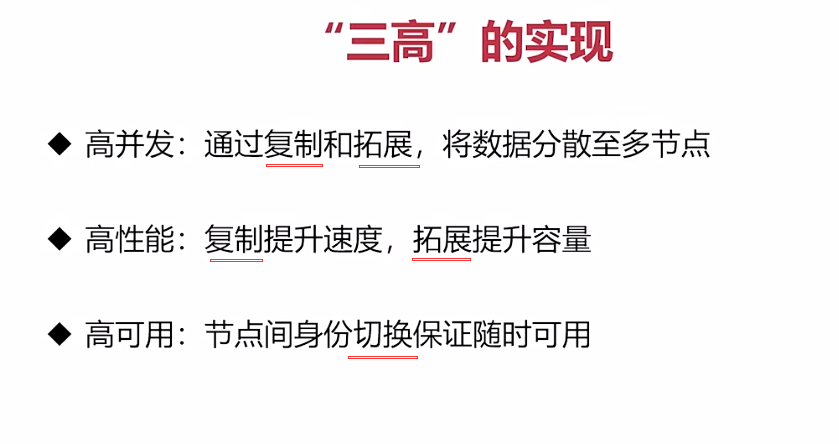 “三高”的实现
◆ 高并发：通过复制和拓展，将数据分散至多节点
◆ 高性能：复制提升速度，拓展提升容量
◆ 高可用：节点间身份切换保证随时可用